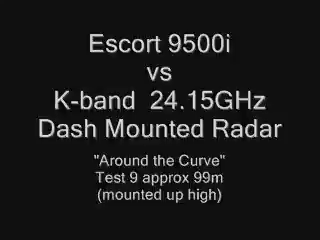 Escort 9500i
vs
K-band  24.15GHz
Dash Mounted Radar
"Around the Curve"
Test 9 approx 99m
(mounted up high)